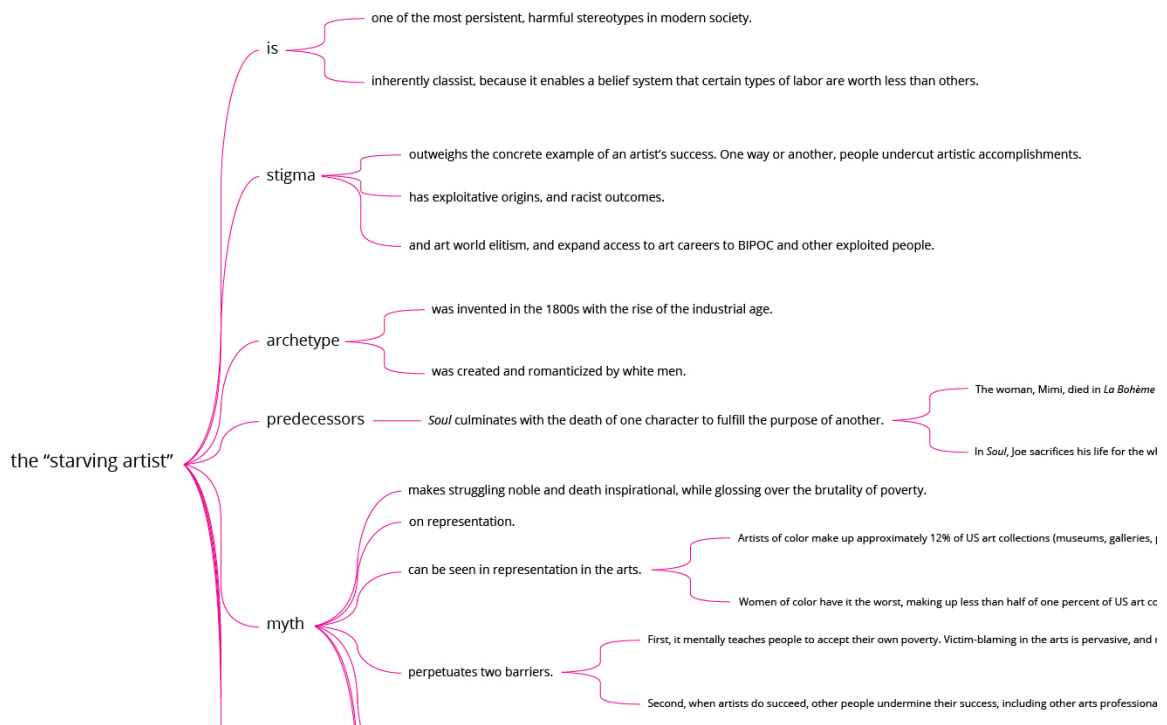 one of the most persistent, harmful stereotypes in modern society.
is
inherently classist, because it enables a belief system that certain types of labor are worth less than others.
outweighs the concrete example of an artist’s success. One way or another, people undercut artistic accomplishments.
stigma
has exploitative origins, and racist outcomes.
and art world elitism, and expand access to art careers to BIPOC and other exploited people.
was invented in the 1800s with the rise of the industrial age.
archetype
was created and romanticized by white men.
The woman, Mimi, died in La Bohème
predecessors
Soul culminates with the death of one character to fulfill the purpose of another.
In Soul, Joe sacrifices his life for the
the “starving artist”
makes struggling noble and death inspirational, while glossing over the brutality of poverty.
on representation.
Artists of color make up approximately 12% of US art collections (museums, galleries,
can be seen in representation in the arts.
Women of color have it the worst, making up less than half of one percent of US art
myth
First, it mentally teaches people to accept their own poverty. Victim-blaming in the arts is pervasive, and
perpetuates two barriers.
Second, when artists do succeed, other people undermine their success, including other arts